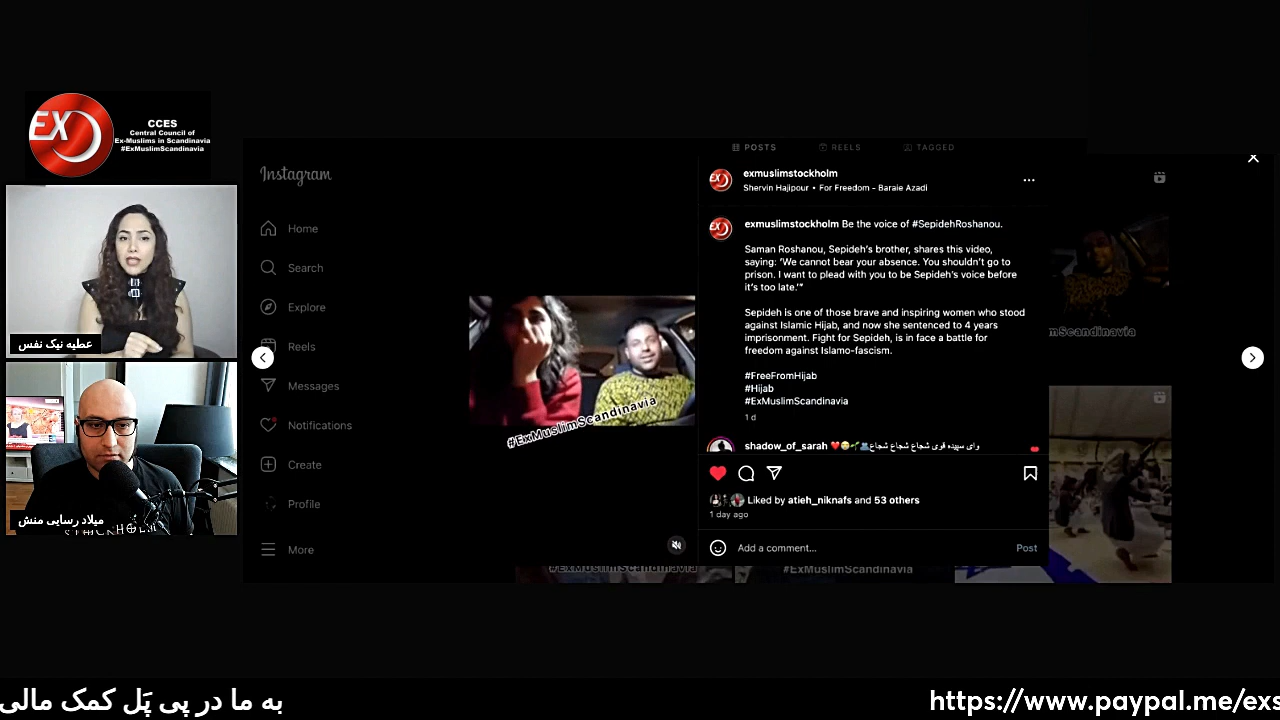 EX
CCES
Central Council of
Ex-Muslims in Scandinavia
#ExMuslimScandinavia
عطیه نیک نفس
میلاد رسایی منش
Instagram
Home
Search
Explore
Reels
Messages
Notifications
Create
Profile
More
POSTS REELS TAGGED
#ExMuslimScandinavia
exmuslimstockholm
Shervin Hajipour • For Freedom - Baraie Azadi
exmuslimstockholm Be the voice of #SepidehRoshanou.
Saman Roshanou, Sepideh's brother, shares this video,
saying: 'We cannot bear your absence. You shouldn't go to
prison. I want to plead with you to be Sepideh's voice before
it's too late.'"
Sepideh is one of those brave and inspiring women who stood
against Islamic Hijab, and now she sentenced to 4 years
imprisonment. Fight for Sepideh, is in face a battle for
freedom against Islamo-fascism.
#FreeFromHijab
#Hijab
#ExMuslimScandinavia
1 d
shadow_of_sarah ❤️🥺🌱🫂وای سپیده قوی شجاع شجاع شجاع
Liked by atieh_niknafs and 53 others
1 day ago
Add a comment... Post
mScandinavia
#ExMuslimScandinavia
#ExMuslimScandinavia
به ما در پی پَل کمک مالی
https://www.paypal.me/exs